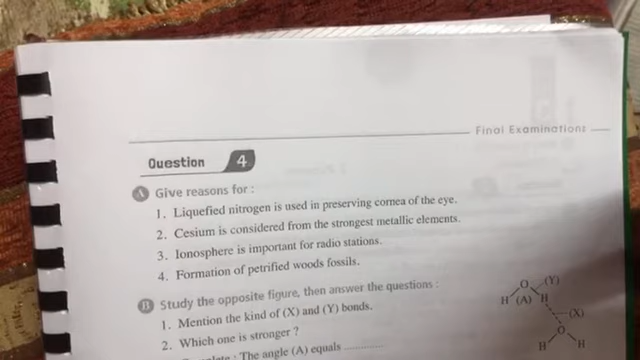 Final Examinations
Question 4
A Give reasons for :
1. Liquefied nitrogen is used in preserving cornea of the eye.
2. Cesium is considered from the strongest metallic elements.
3. Ionosphere is important for radio stations.
4. Formation of petrified woods fossils.
B Study the opposite figure, then answer the questions :
1. Mention the kind of (X) and (Y) bonds.
2. Which one is stronger ?
: The angle (A) equals ............
O (Y)
H (A) H
(X)
O
H H